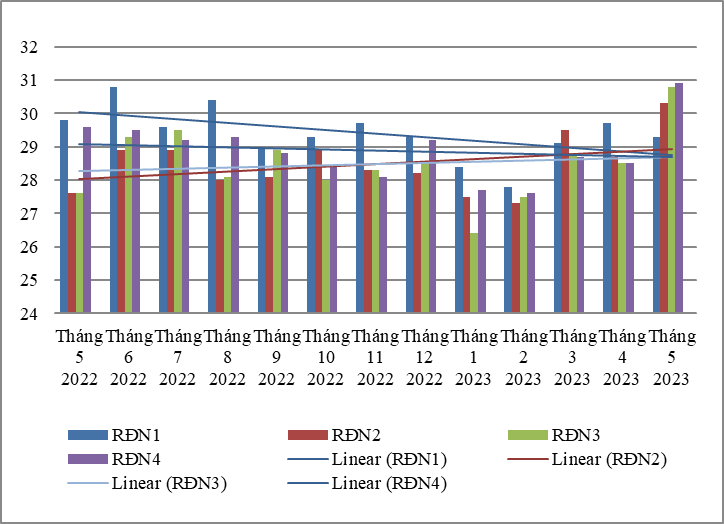 32
31
30
29
28
27
26
25
24
Tháng Tháng Tháng Tháng Tháng Tháng Tháng Tháng Tháng Tháng Tháng Tháng Tháng
5 6 7 8 9 10 11 12 1 2 3 4 5
2022 2022 2022 2022 2022 2022 2022 2022 2023 2023 2023 2023 2023
RĐN1 RĐN2 RĐN3
RĐN4 Linear (RĐN1) Linear (RĐN2)
Linear (RĐN3) Linear (RĐN4)